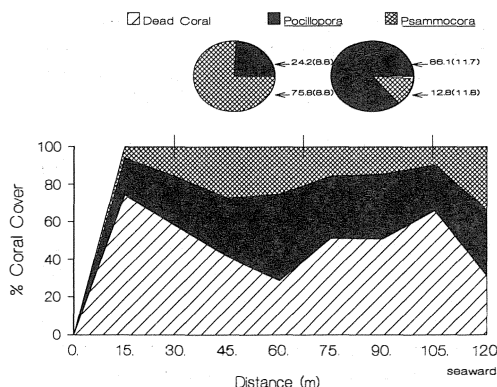 Dead Coral Pocillopora Psammocora
24.2(8.8) 86.1(11.7)
75.8(8.8) 12.8(11.8)
100
80
60
40
20
0
% Coral Cover
0. 15. 30. 45. 60. 75. 90. 105. 120
seaward
Distance (m)